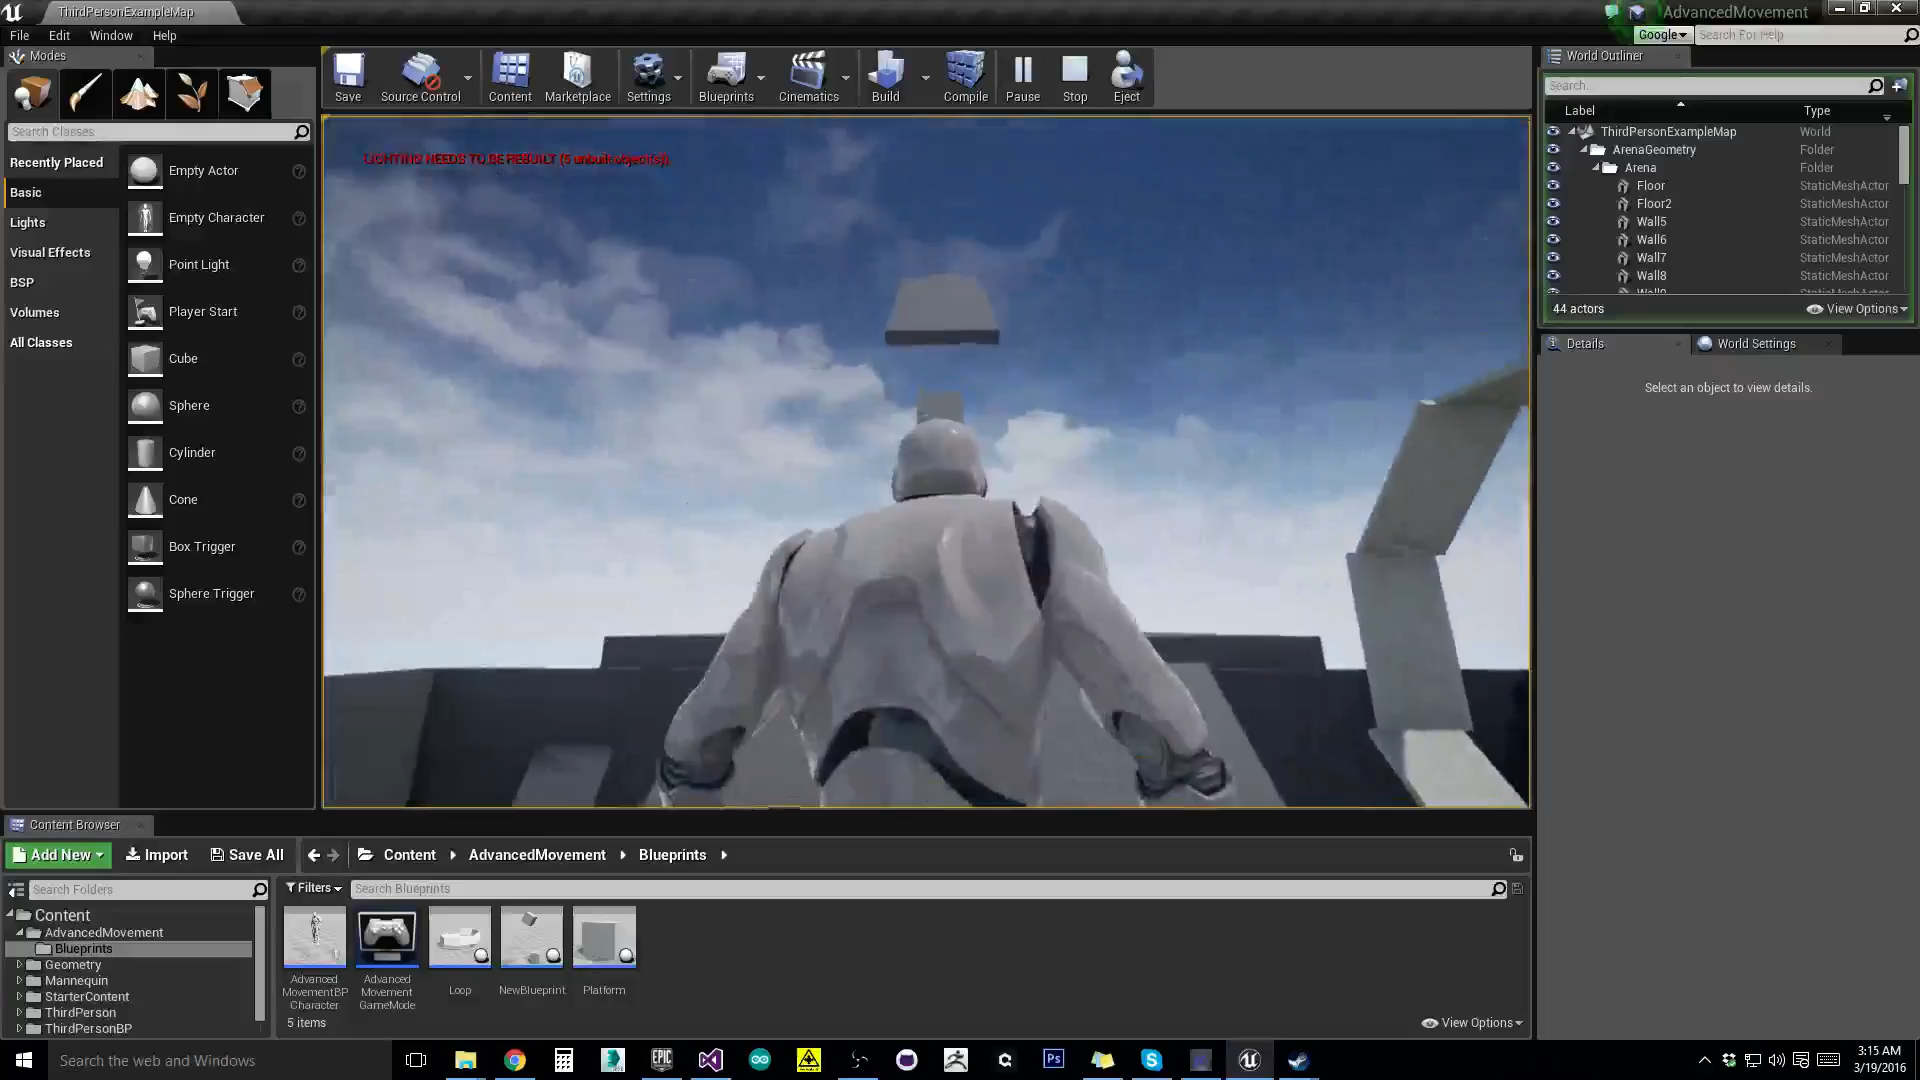 ThirdPersonExampleMap
AdvancedMovement
File Edit Window Help
Google
Search For Help
Modes
Save
Source Control
Content
Marketplace
Settings
Blueprints
Cinematics
Build
Compile
Pause
Stop
Eject
World Outliner
Search...
Label Type
ThirdPersonExampleMap World
ArenaGeometry Folder
Arena Folder
Floor StaticMeshActor
Floor2 StaticMeshActor
Wall5 StaticMeshActor
Wall6 StaticMeshActor
Wall7 StaticMeshActor
Wall8 StaticMeshActor
44 actors
View Options
Search Classes
Recently Placed
Basic
Lights
Visual Effects
BSP
Volumes
All Classes
Empty Actor
Empty Character
Point Light
Player Start
Cube
Sphere
Cylinder
Cone
Box Trigger
Sphere Trigger
LIGHTING NEEDS TO BE REBUILT (5 unbuilt object(s))
Details
World Settings
Select an object to view details.
Content Browser
Add New
Import
Save All
Content
AdvancedMovement
Blueprints
Search Folders
Filters
Search Blueprints
Content
AdvancedMovement
Blueprints
Geometry
Mannequin
StarterContent
ThirdPerson
ThirdPersonBP
Advanced
MovementBP
Character
Advanced
Movement
GameMode
Loop
NewBlueprint
Platform
5 items
View Options
Search the web and Windows
EPIC
Ps
3:15 AM
3/19/2016